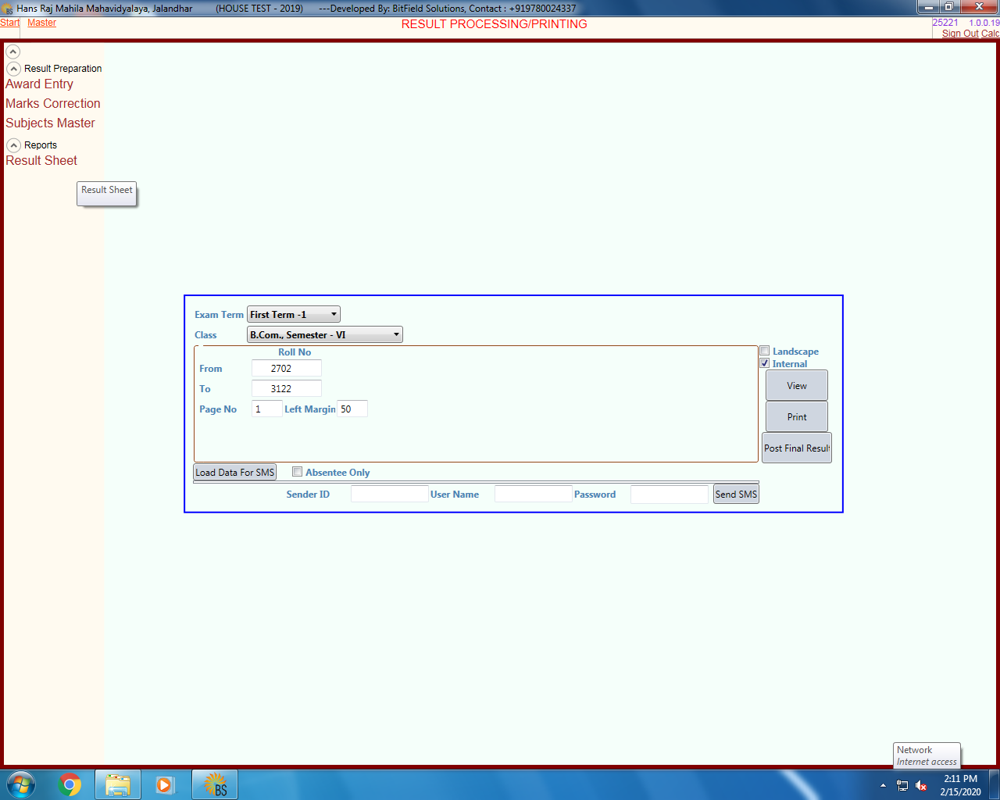 BS Hans Raj Mahila Mahavidyalaya, Jalandhar (HOUSE TEST - 2019) ---Developed By: BitField Solutions, Contact : +919780024337
Start Master RESULT PROCESSING/PRINTING 25221 1.0.0.19
Sign Out Calc
Result Preparation
Award Entry
Marks Correction
Subjects Master
Reports
Result Sheet
Result Sheet
Exam Term First Term -1
Class B.Com., Semester - VI
Roll No
From 2702
To 3122
Page No 1 Left Margin 50
Landscape
Internal
View
Print
Post Final Resul
Load Data For SMS Absentee Only
Sender ID User Name Password Send SMS
Network
Internet access
BS
2:11 PM
2/15/2020